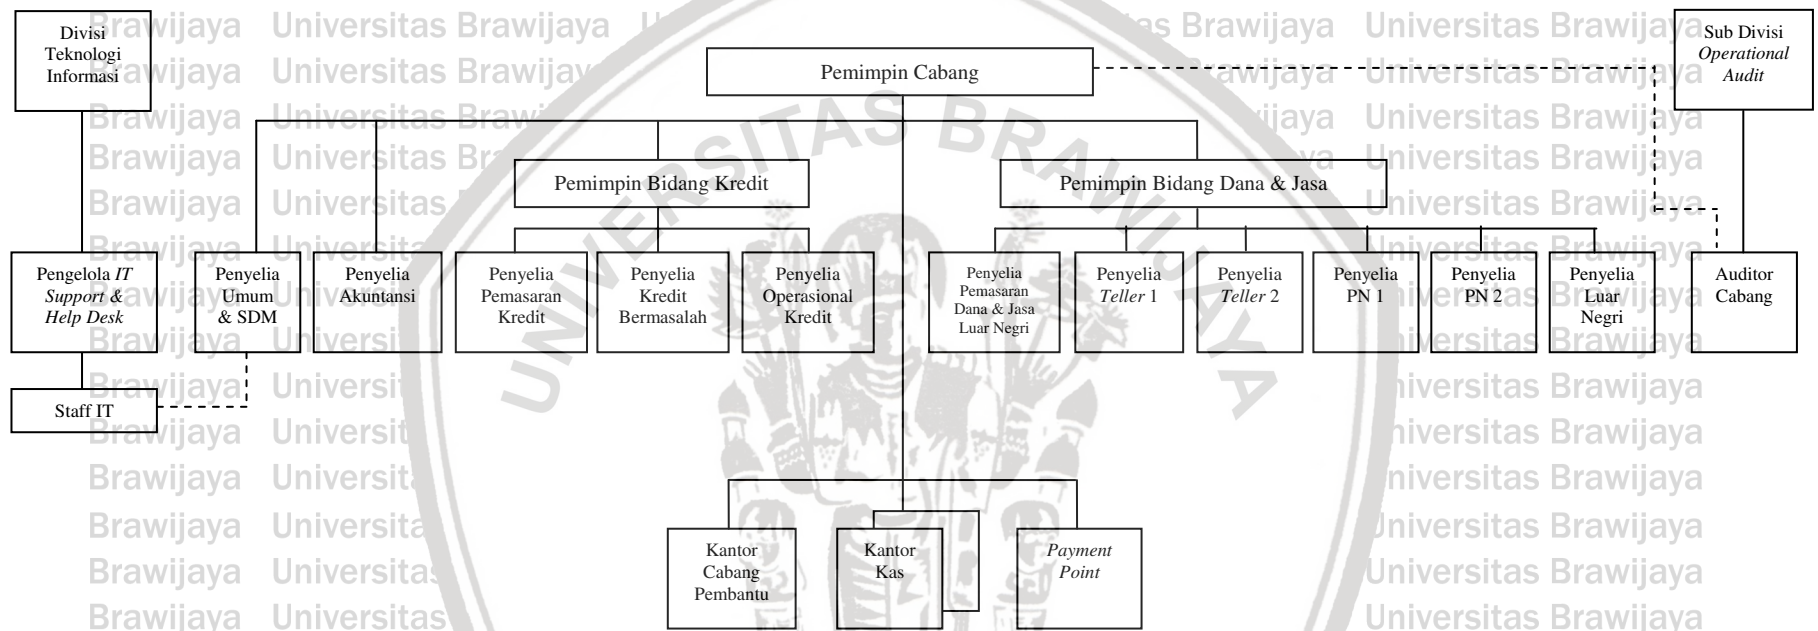 Divisi
Teknologi
Informasi
Pemimpin Cabang
Sub Divisi
Operational
Audit
Pemimpin Bidang Kredit
Pemimpin Bidang Dana & Jasa
Pengelola IT
Support &
Help Desk
Penyelia
Umum
& SDM
Penyelia
Akuntansi
Penyelia
Pemasaran
Kredit
Penyelia
Kredit
Bermasalah
Penyelia
Operasional
Kredit
Penyelia
Pemasaran
Dana & Jasa
Luar Negri
Penyelia
Teller 1
Penyelia
Teller 2
Penyelia
PN 1
Penyelia
PN 2
Penyelia
Luar
Negri
Auditor
Cabang
Staff IT
Kantor
Cabang
Pembantu
Kantor
Kas
Payment
Point
UNIVERSITAS BRAWIJAYA